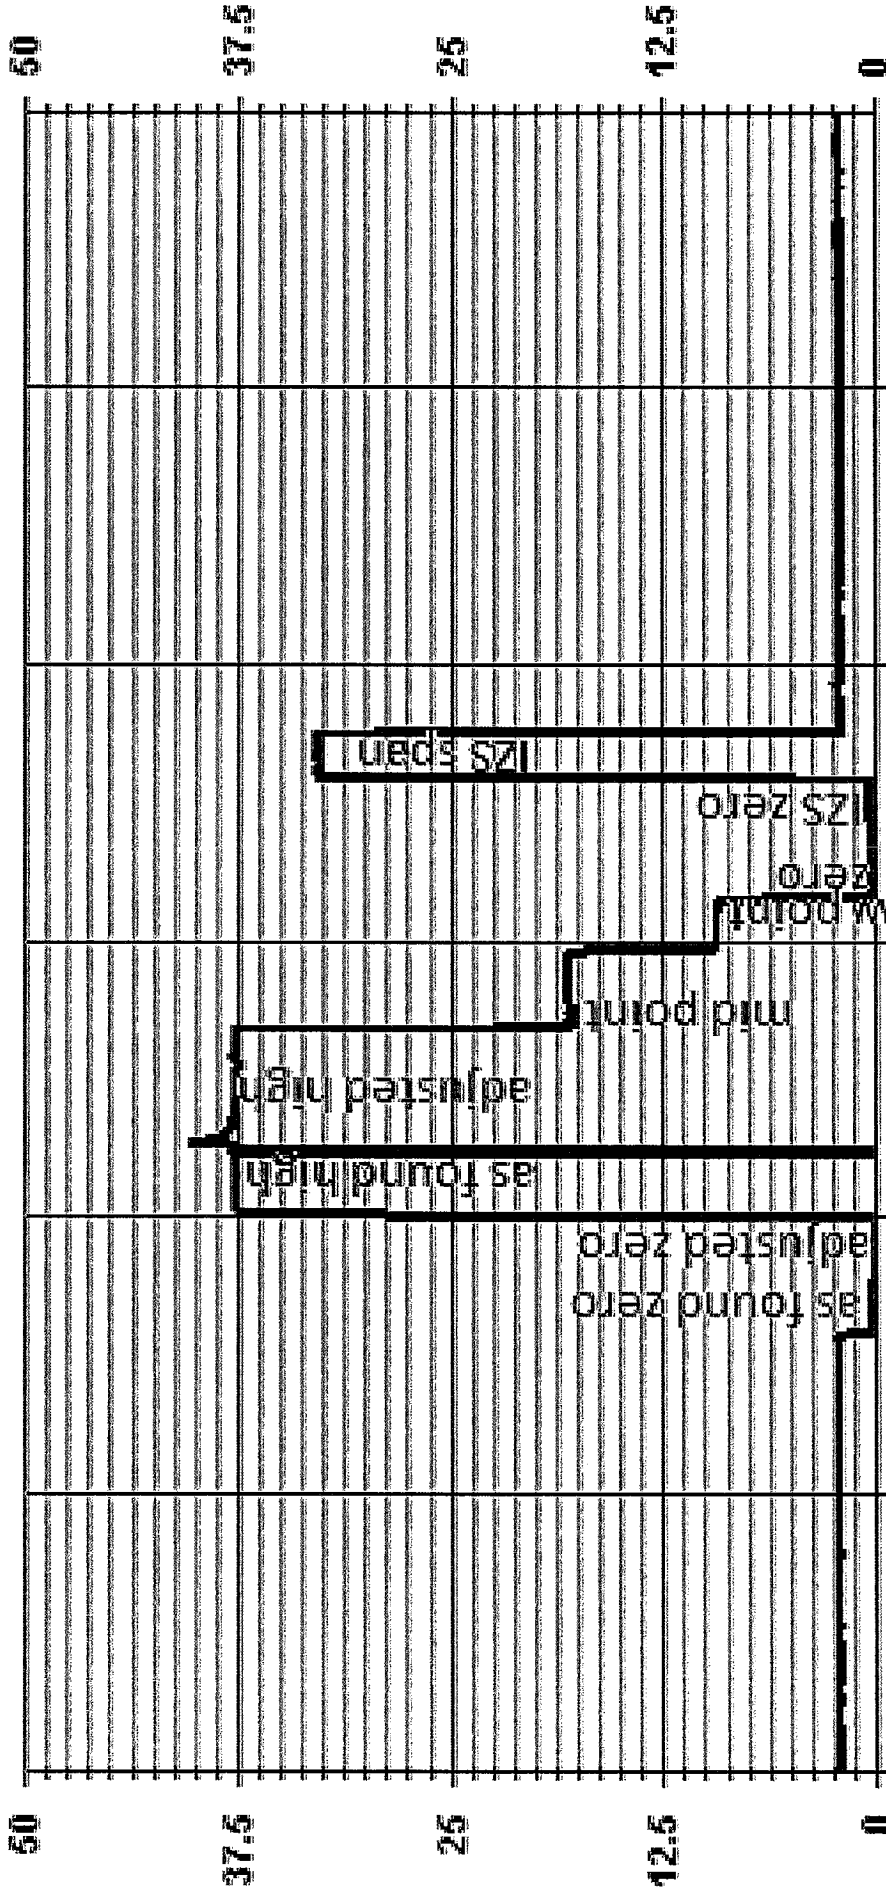 50
37.5
25
12.5
0
as found zero
adjusted zero
as found high
adjusted high
mid point
w point
zero
IZS zero
IZS span
50
37.5
25
12.5
0